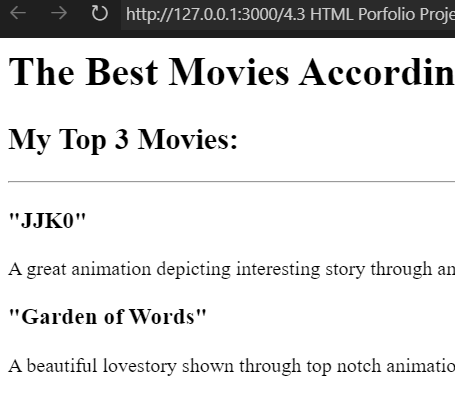 http://127.0.0.1:3000/4.3 HTML Porfolio Proje
The Best Movies Accordin
My Top 3 Movies:
"JJK0"
A great animation depicting interesting story through an
"Garden of Words"
A beautiful lovestory shown through top notch animatio